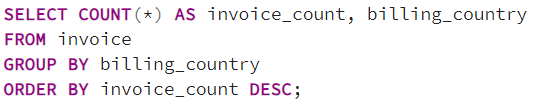 SELECT COUNT(*) AS invoice_count, billing_country
FROM invoice
GROUP BY billing_country
ORDER BY invoice_count DESC;